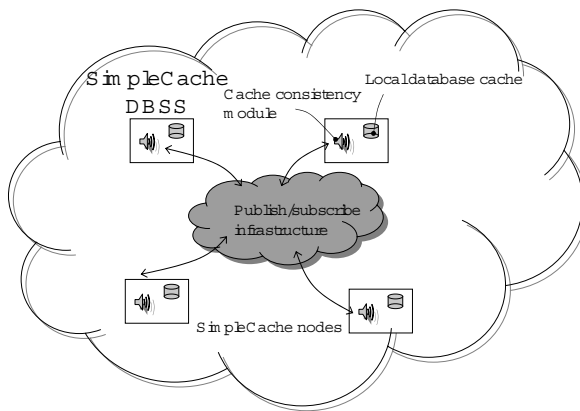 SimpleCache
DBSS
Local database cache
Cache consistency
module
Publish/subscribe
infrastructure
SimpleCache nodes